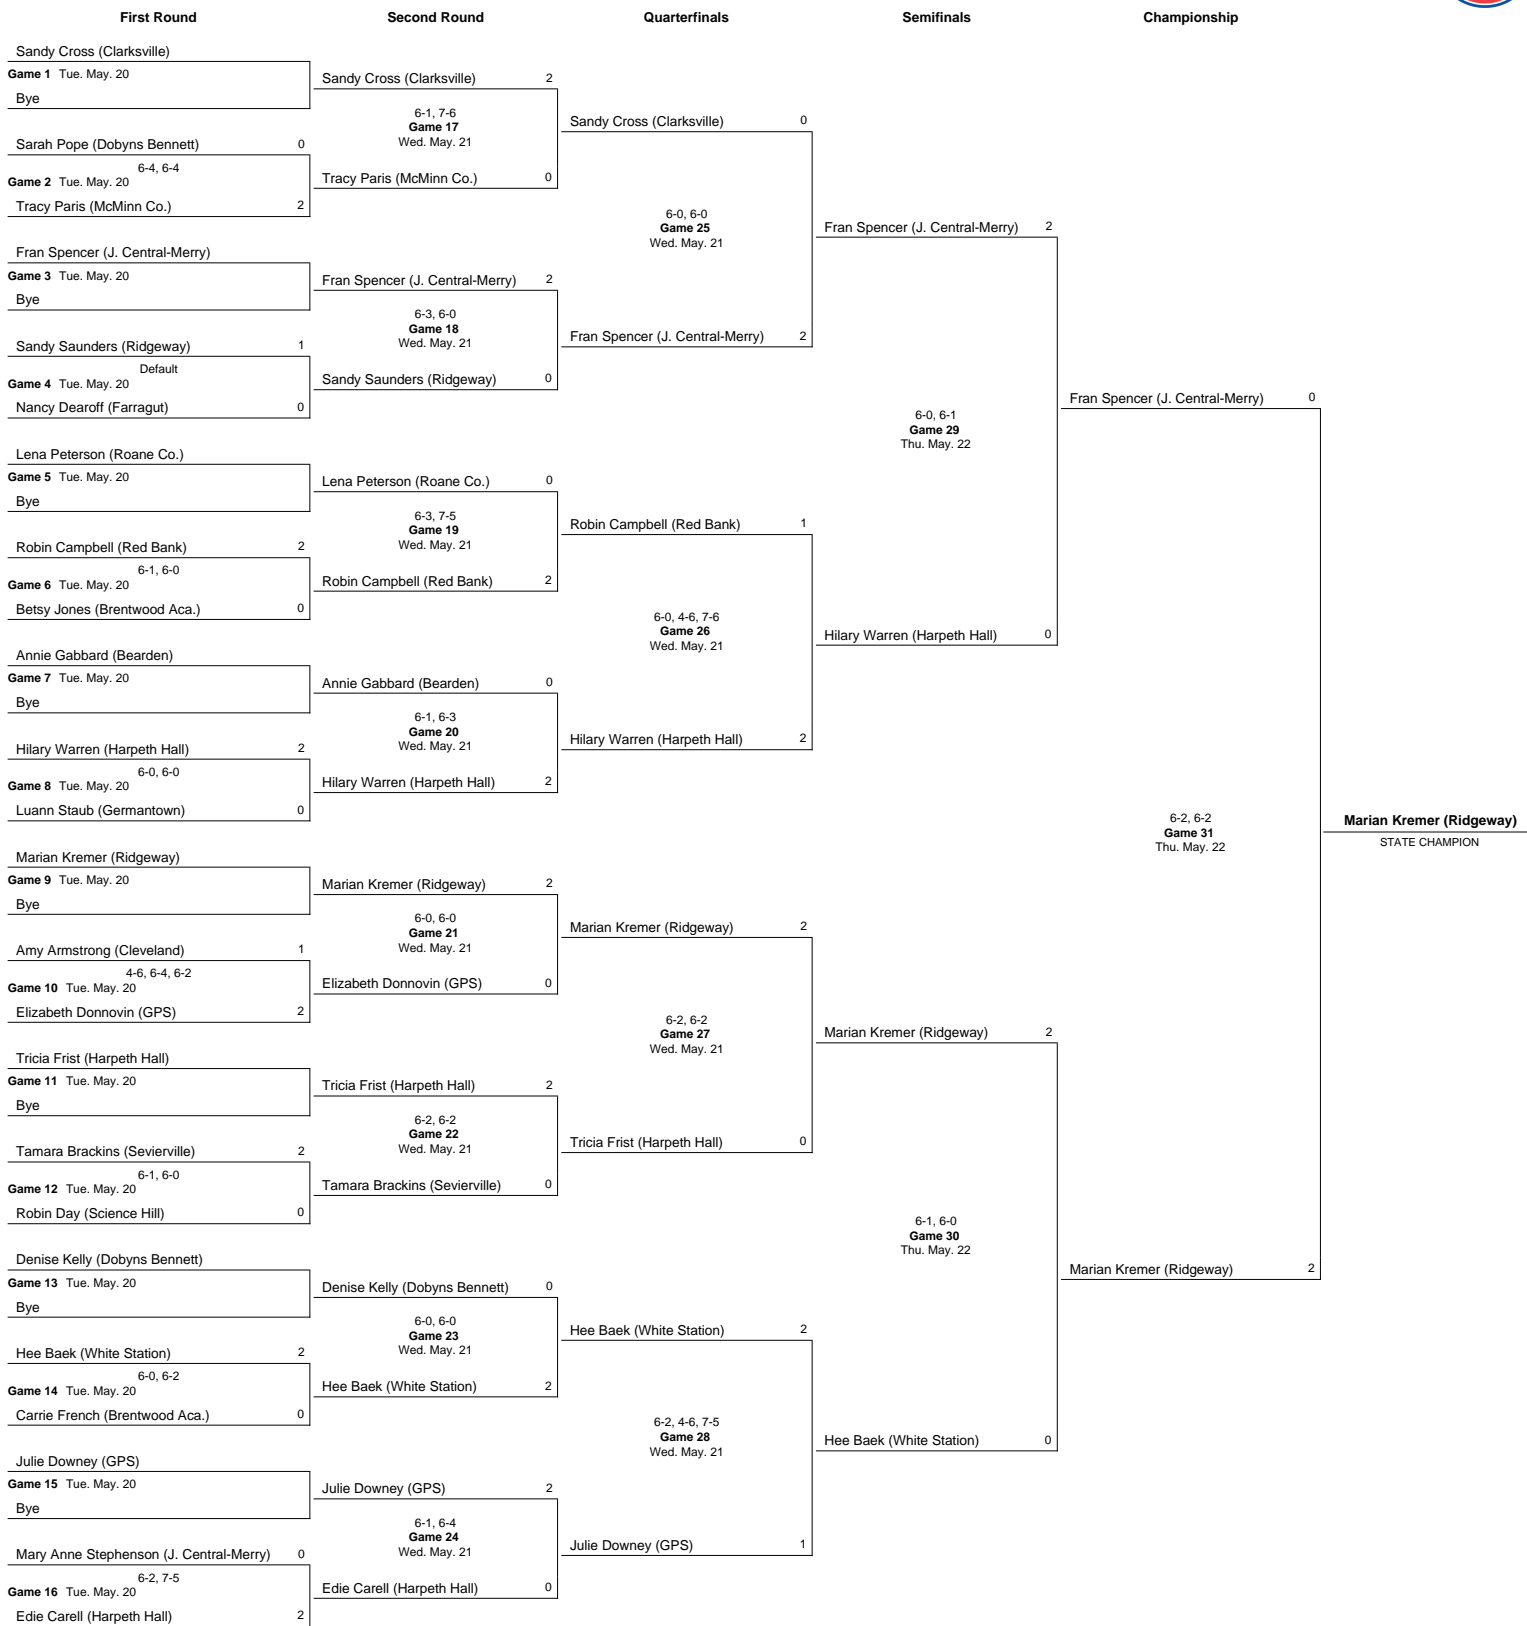 First Round Second Round Quarterfinals Semifinals Championship
Sandy Cross (Clarksville)
Game 1 Tue. May. 20
Bye
Sarah Pope (Dobyns Bennett) 0
6-4, 6-4
Game 2 Tue. May. 20
Tracy Paris (McMinn Co.) 2
Fran Spencer (J. Central-Merry)
Game 3 Tue. May. 20
Bye
Sandy Saunders (Ridgeway) 1
Default
Game 4 Tue. May. 20
Nancy Dearoff (Farragut) 0
Lena Peterson (Roane Co.)
Game 5 Tue. May. 20
Bye
Robin Campbell (Red Bank) 2
6-1, 6-0
Game 6 Tue. May. 20
Betsy Jones (Brentwood Aca.) 0
Annie Gabbard (Bearden)
Game 7 Tue. May. 20
Bye
Hilary Warren (Harpeth Hall) 2
6-0, 6-0
Game 8 Tue. May. 20
Luann Staub (Germantown) 0
Marian Kremer (Ridgeway)
Game 9 Tue. May. 20
Bye
Amy Armstrong (Cleveland) 1
4-6, 6-4, 6-2
Game 10 Tue. May. 20
Elizabeth Donnovin (GPS) 2
Tricia Frist (Harpeth Hall)
Game 11 Tue. May. 20
Bye
Tamara Brackins (Sevierville) 2
6-1, 6-0
Game 12 Tue. May. 20
Robin Day (Science Hill) 0
Denise Kelly (Dobyns Bennett)
Game 13 Tue. May. 20
Bye
Hee Baek (White Station) 2
6-0, 6-2
Game 14 Tue. May. 20
Carrie French (Brentwood Aca.) 0
Julie Downey (GPS)
Game 15 Tue. May. 20
Bye
Mary Anne Stephenson (J. Central-Merry) 0
6-2, 7-5
Game 16 Tue. May. 20
Edie Carell (Harpeth Hall) 2
Sandy Cross (Clarksville) 2
6-1, 7-6
Game 17
Wed. May. 21
Tracy Paris (McMinn Co.) 0
Fran Spencer (J. Central-Merry) 2
6-3, 6-0
Game 18
Wed. May. 21
Sandy Saunders (Ridgeway) 0
Lena Peterson (Roane Co.) 0
6-3, 7-5
Game 19
Wed. May. 21
Robin Campbell (Red Bank) 2
Annie Gabbard (Bearden) 0
6-1, 6-3
Game 20
Wed. May. 21
Hilary Warren (Harpeth Hall) 2
Marian Kremer (Ridgeway) 2
6-0, 6-0
Game 21
Wed. May. 21
Elizabeth Donnovin (GPS) 0
Tricia Frist (Harpeth Hall) 2
6-2, 6-2
Game 22
Wed. May. 21
Tamara Brackins (Sevierville) 0
Denise Kelly (Dobyns Bennett) 0
6-0, 6-0
Game 23
Wed. May. 21
Hee Baek (White Station) 2
Julie Downey (GPS) 2
6-1, 6-4
Game 24
Wed. May. 21
Edie Carell (Harpeth Hall) 0
Sandy Cross (Clarksville) 0
6-0, 6-0
Game 25
Wed. May. 21
Fran Spencer (J. Central-Merry) 2
Robin Campbell (Red Bank) 1
6-0, 4-6, 7-6
Game 26
Wed. May. 21
Hilary Warren (Harpeth Hall) 2
Marian Kremer (Ridgeway) 2
6-2, 6-2
Game 27
Wed. May. 21
Tricia Frist (Harpeth Hall) 0
Hee Baek (White Station) 2
6-2, 4-6, 7-5
Game 28
Wed. May. 21
Julie Downey (GPS) 1
Fran Spencer (J. Central-Merry) 2
6-0, 6-1
Game 29
Thu. May. 22
Hilary Warren (Harpeth Hall) 0
Marian Kremer (Ridgeway) 2
6-1, 6-0
Game 30
Thu. May. 22
Hee Baek (White Station) 0
Fran Spencer (J. Central-Merry) 0
6-2, 6-2
Game 31
Thu. May. 22
Marian Kremer (Ridgeway) 2
Marian Kremer (Ridgeway)
STATE CHAMPION